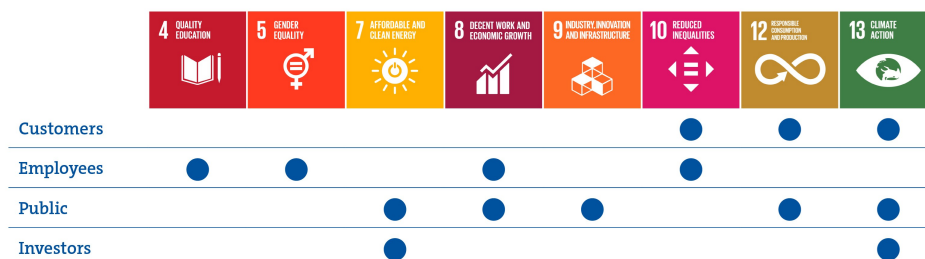 4 QUALITY
EDUCATION
5 GENDER
EQUALITY
7 AFFORDABLE AND
CLEAN ENERGY
8 DECENT WORK AND
ECONOMIC GROWTH
9 INDUSTRY, INNOVATION
AND INFRASTRUCTURE
10 REDUCED
INEQUALITIES
12 RESPONSIBLE
CONSUMPTION
AND PRODUCTION
13 CLIMATE
ACTION
Customers
Employees
Public
Investors